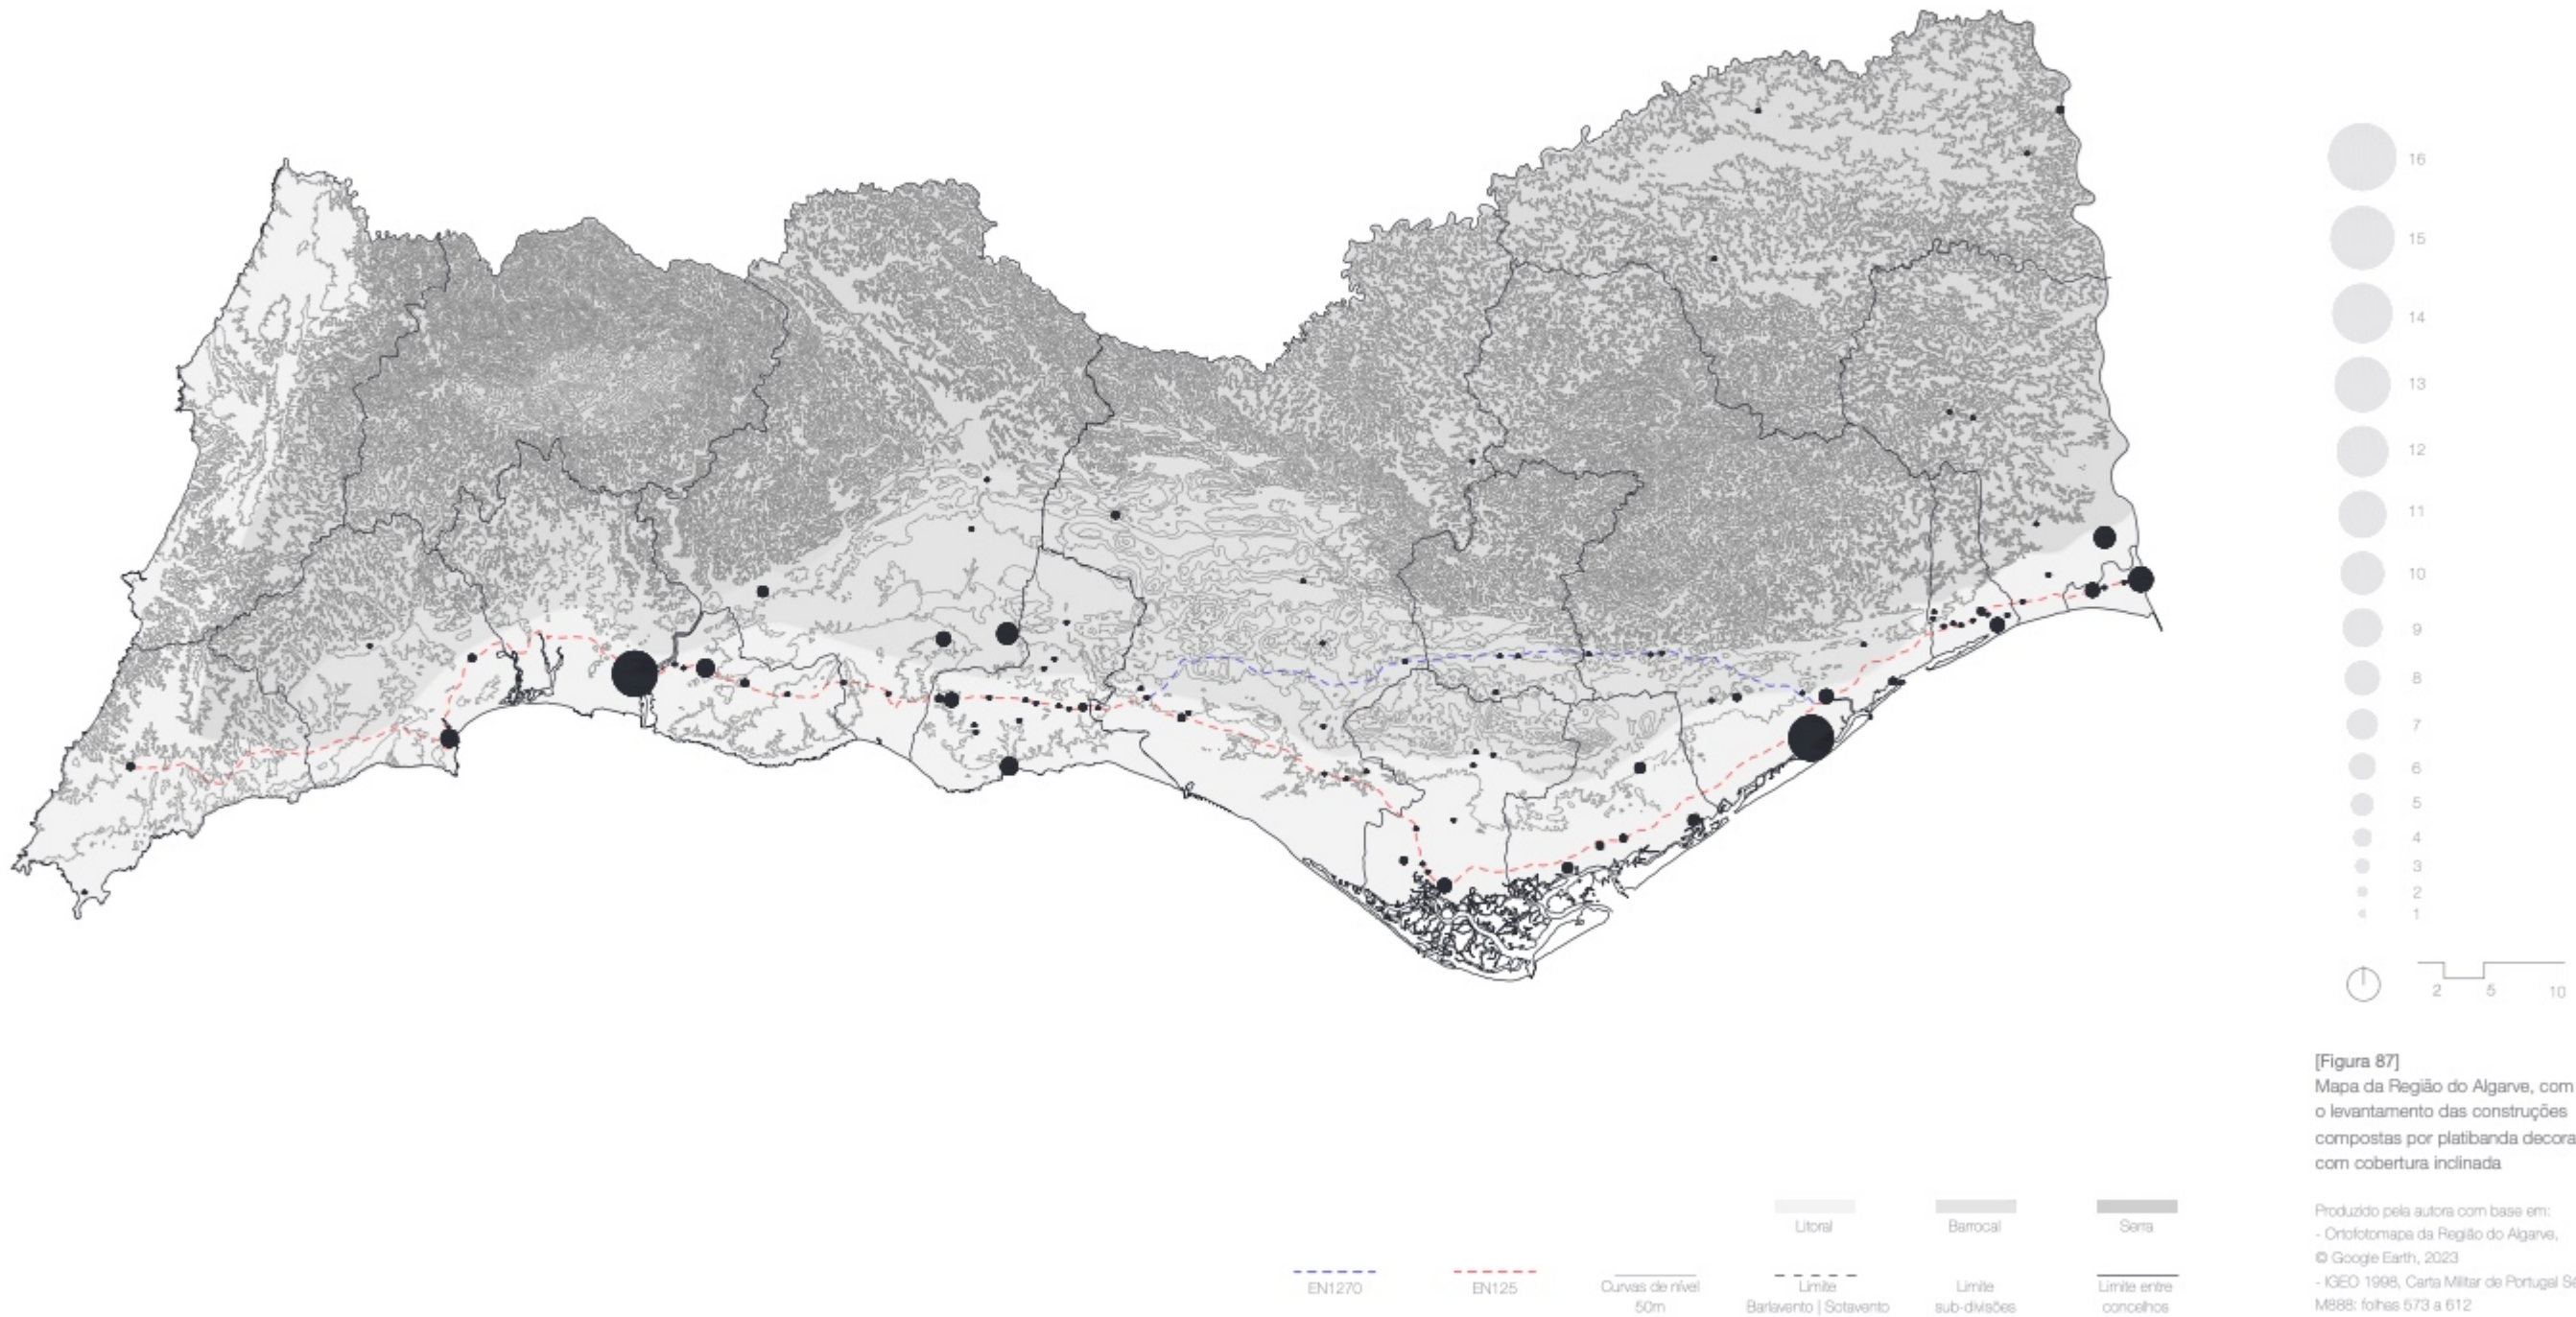 16
15
14
13
12
11
10
9
8
7
6
5
4
3
2
1
2 5 10
[Figura 87]
Mapa da Região do Algarve, com
o levantamento das construções
compostas por platibanda decora
com cobertura inclinada
Produzido pela autora com base em:
- Ortofotomapa da Região do Algarve,
© Google Earth, 2023
- IGEO 1998, Carta Militar de Portugal Sé
M888: folhas 573 a 612
Litoral
Barrocal
Serra
EN1270
EN125
Curvas de nível
50m
Limite
Barlavento | Sotavento
Limite
sub-divisões
Limite entre
concelhos